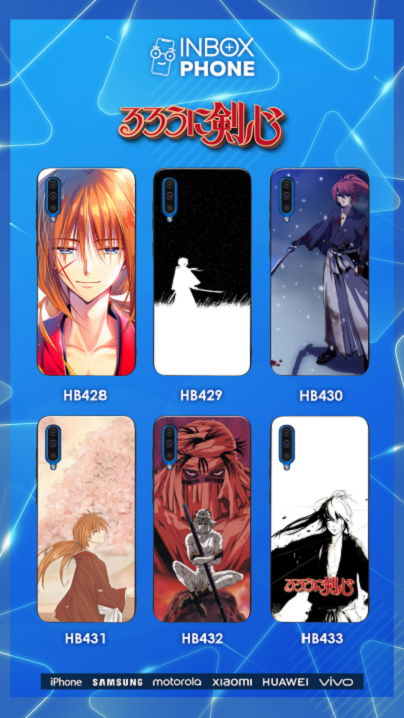 INBOX
PHONE
るろうに剣心
HB428 HB429 HB430
るろうに剣心
HB431 HB432 HB433
iPhone SAMSUNG motorola XIAOMI HUAWEI VIVO